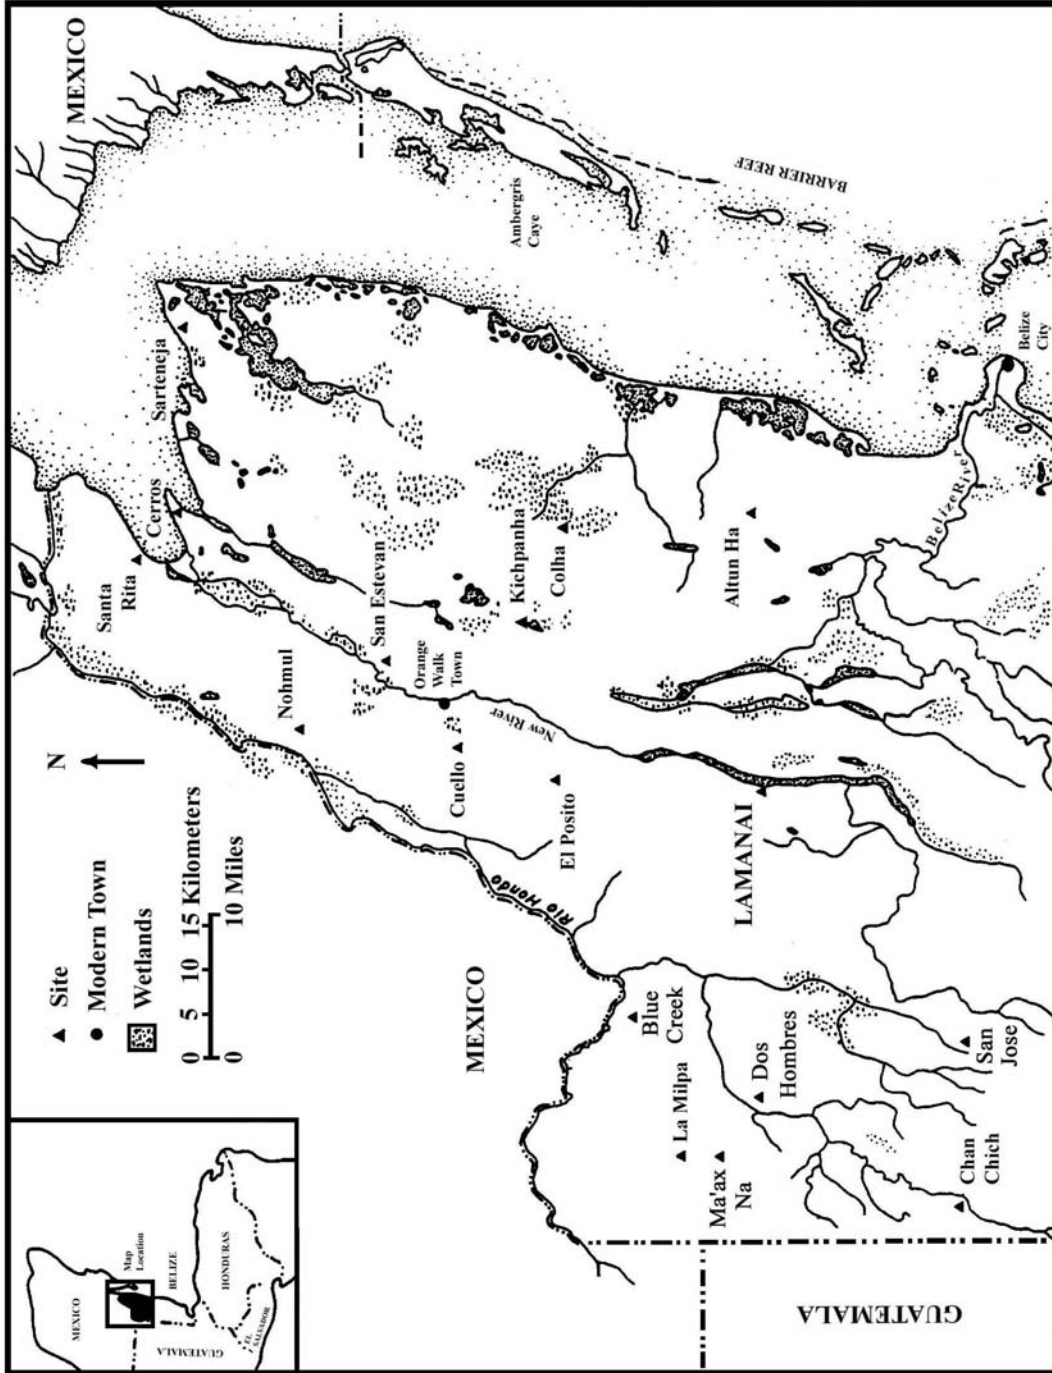 MEXICO
Map
Location
BELIZE
GUATEMALA
HONDURAS
EL
SALVADOR
Site
Modern Town
Wetlands
0 5 10 15 Kilometers
0 10 Miles
N
MEXICO
MEXICO
Santa
Rita
Cerros
Sarteneja
Nohmul
San Estevan
Orange
Walk
Town
Cuello
New River
Rio Hondo
El Posito
Kichpanha
Colha
Ambergris
Caye
BARRIER REEF
Blue
Creek
La Milpa
Ma'ax
Na
Dos
Hombres
LAMANAI
Altun Ha
Belize River
Belize
City
San
Jose
Chan
Chich
GUATEMALA